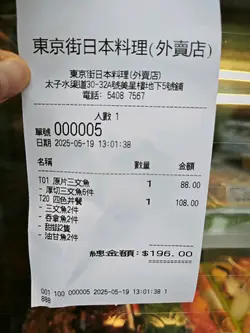 東京街日本料理(外賣店)
東京街日本料理(外賣店)
太子水渠道30-32A號美星樓地下5號舖
電話: 5408 7567
人數 1
單號 000005
日期 2025-05-19 13:01:38
名稱 數量 金額
T01 原片三文魚 1 88.00
- 厚切三文魚6件
T20 四色丼餐 1 108.00
- 三文魚2件
- 吞拿魚2件
- 甜蝦2隻
- 油甘魚2件
總金額: $196.00
001 100 000005 2025-05-19 13:01:38 1
888